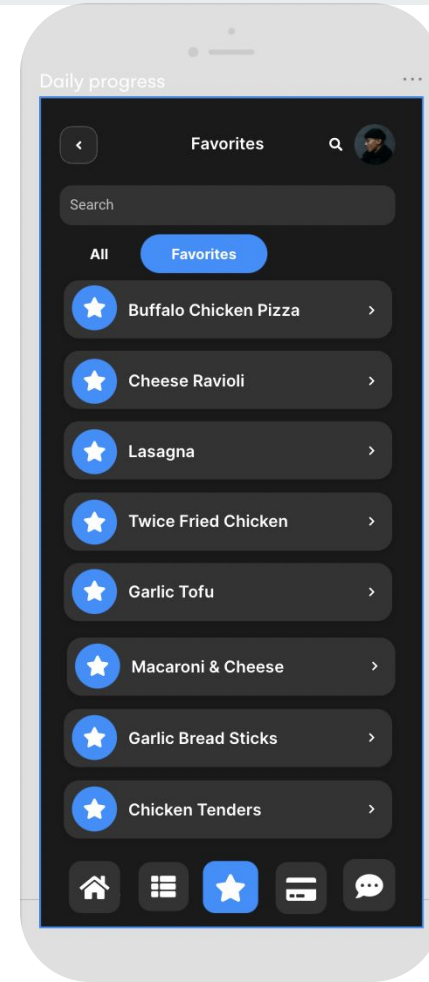 Daily progress
Favorites
Search
All
Favorites
Buffalo Chicken Pizza
Cheese Ravioli
Lasagna
Twice Fried Chicken
Garlic Tofu
Macaroni & Cheese
Garlic Bread Sticks
Chicken Tenders